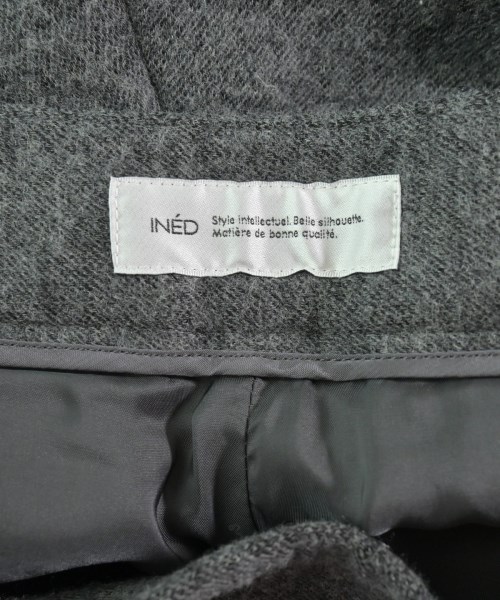 INÉD
Style intellectuel. Belle silhouette.
Matière de bonne qualité.